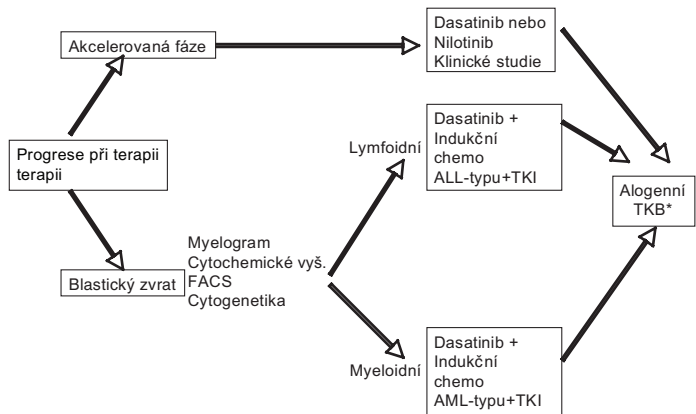 Akcelerovaná fáze
Dasatinib nebo
Nilotinib
Klinické studie
Progrese při terapii
terapii
Lymfoidní
Dasatinib +
Indukční
chemo
ALL-typu+TKI
Alogenní
TKB*
Blastický zvrat
Myelogram
Cytochemické vyš.
FACS
Cytogenetika
Myeloidní
Dasatinib +
Indukční
chemo
AML-typu+TKI